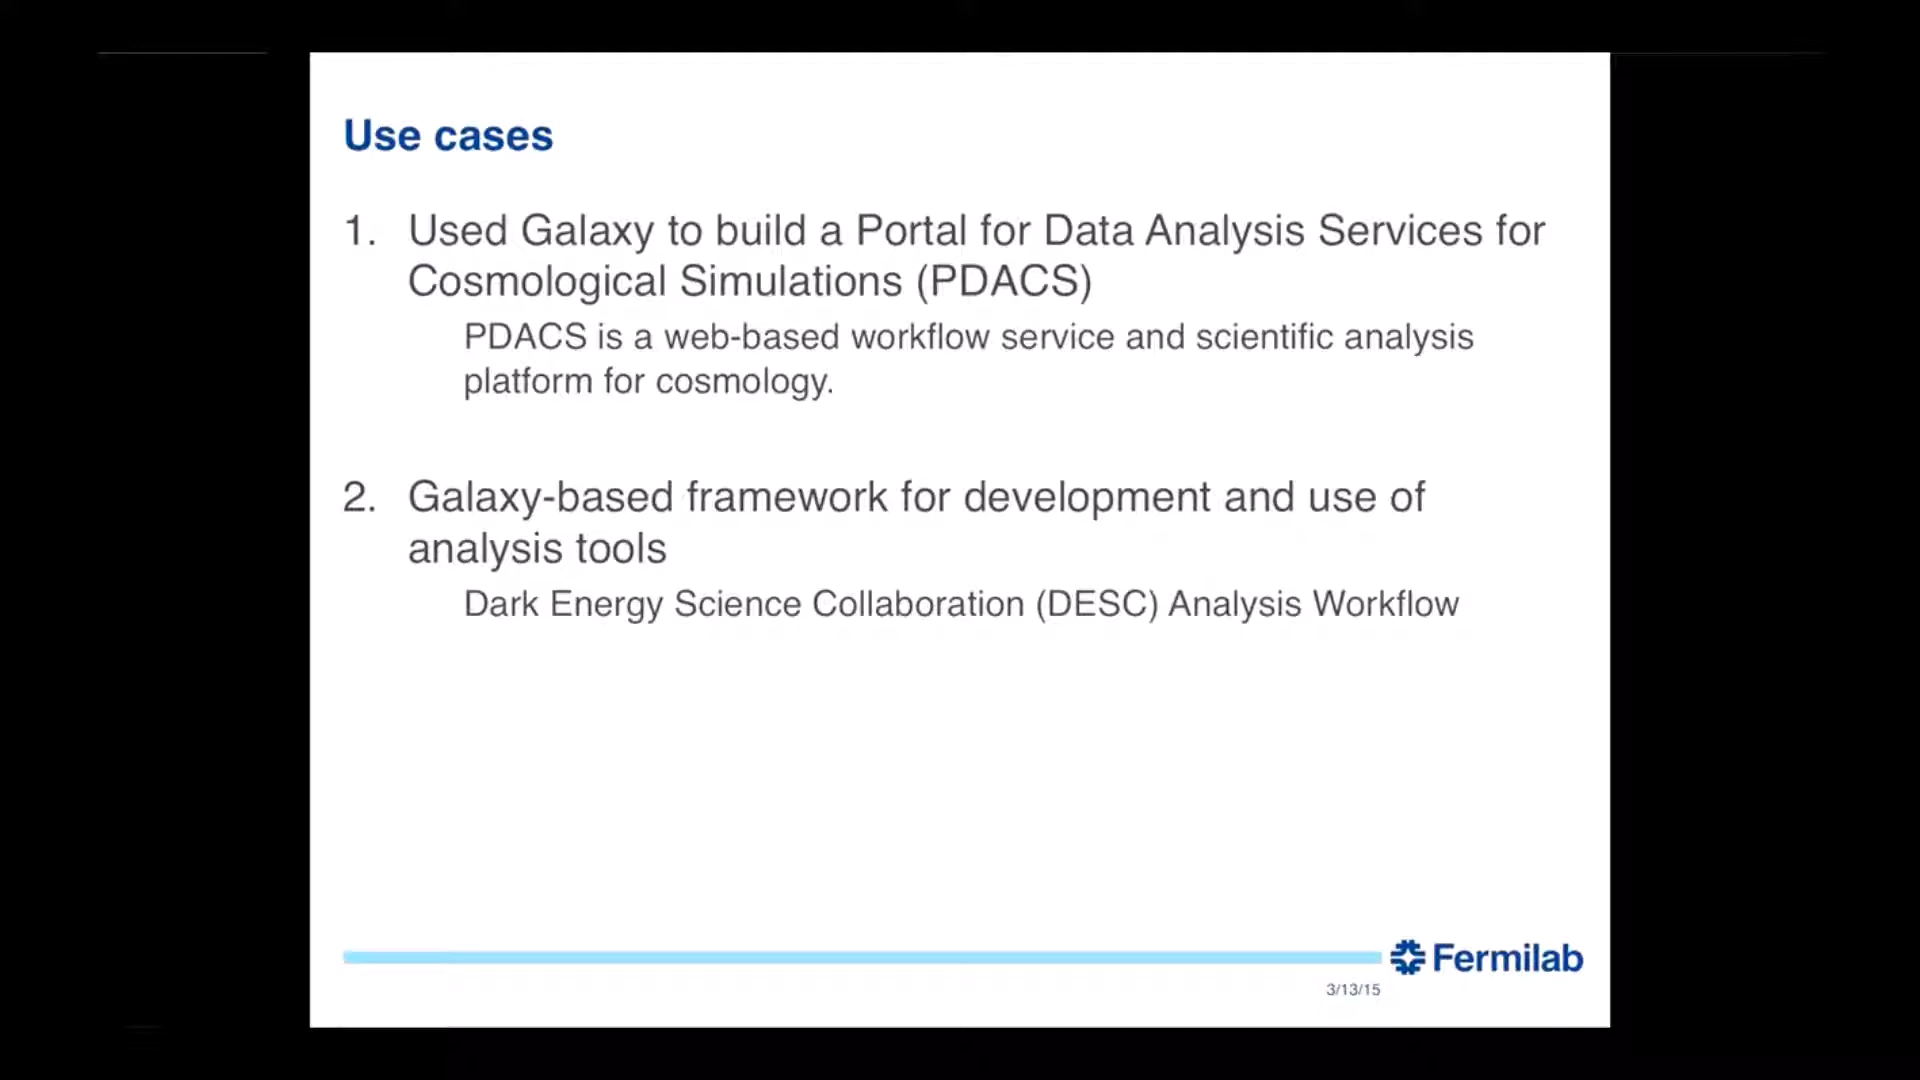 Use cases
1. Used Galaxy to build a Portal for Data Analysis Services for
Cosmological Simulations (PDACS)
PDACS is a web-based workflow service and scientific analysis
platform for cosmology.
2. Galaxy-based framework for development and use of
analysis tools
Dark Energy Science Collaboration (DESC) Analysis Workflow
Fermilab
3/13/15